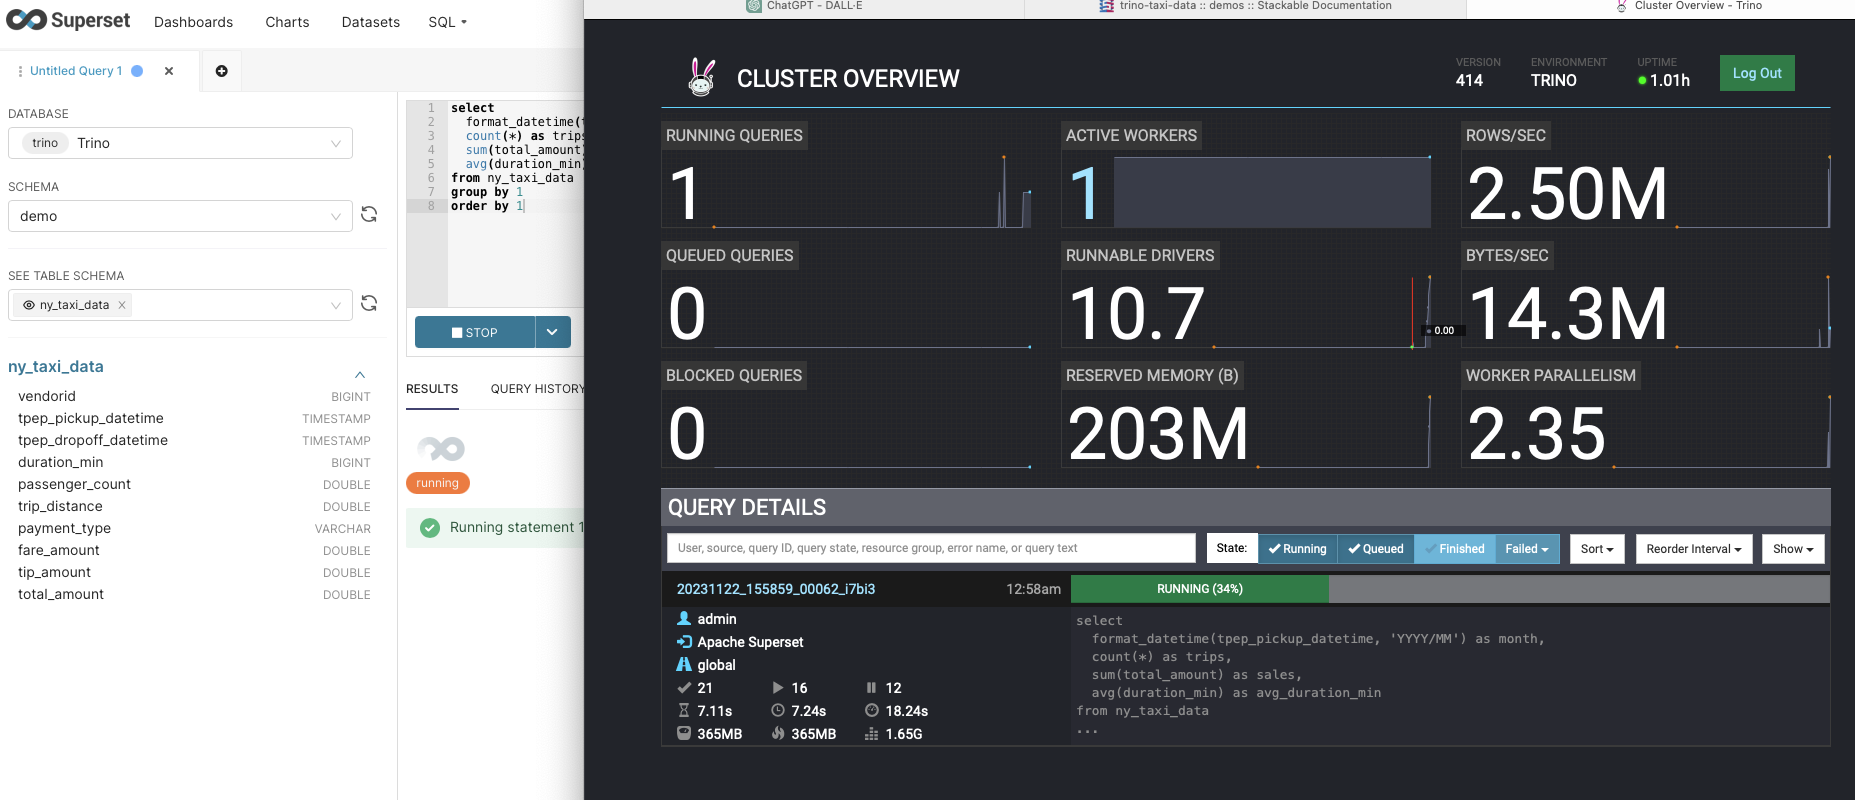 Superset
Dashboards
Charts
Datasets
SQL
Untitled Query 1
DATABASE
trino Trino
SCHEMA
demo
SEE TABLE SCHEMA
ny_taxi_data
ny_taxi_data
vendorid BIGINT
tpep_pickup_datetime TIMESTAMP
tpep_dropoff_datetime TIMESTAMP
duration_min BIGINT
passenger_count DOUBLE
trip_distance DOUBLE
payment_type VARCHAR
fare_amount DOUBLE
tip_amount DOUBLE
total_amount DOUBLE
1 select
2 format_datetime(
3 count(*) as trips
4 sum(total_amount)
5 avg(duration_min)
6 from ny_taxi_data
7 group by 1
8 order by 1
STOP
RESULTS
QUERY HISTORY
running
Running statement 1
ChatGPT - DALL·E
trino-taxi-data :: demos :: Stackable Documentation
Cluster Overview - Trino
CLUSTER OVERVIEW
VERSION
414
ENVIRONMENT
TRINO
UPTIME
1.01h
Log Out
RUNNING QUERIES
1
ACTIVE WORKERS
1
ROWS/SEC
2.50M
QUEUED QUERIES
0
RUNNABLE DRIVERS
10.7
0.00
BYTES/SEC
14.3M
BLOCKED QUERIES
0
RESERVED MEMORY (B)
203M
WORKER PARALLELISM
2.35
QUERY DETAILS
User, source, query ID, query state, resource group, error name, or query text
State:
Running
Queued
Finished
Failed
Sort
Reorder Interval
Show
20231122_155859_00062_i7bi3
12:58am
RUNNING (34%)
admin
Apache Superset
global
21 16 12
7.11s 7.24s 18.24s
365MB 365MB 1.65G
select
format_datetime(tpep_pickup_datetime, 'YYYY/MM') as month,
count(*) as trips,
sum(total_amount) as sales,
avg(duration_min) as avg_duration_min
from ny_taxi_data
...